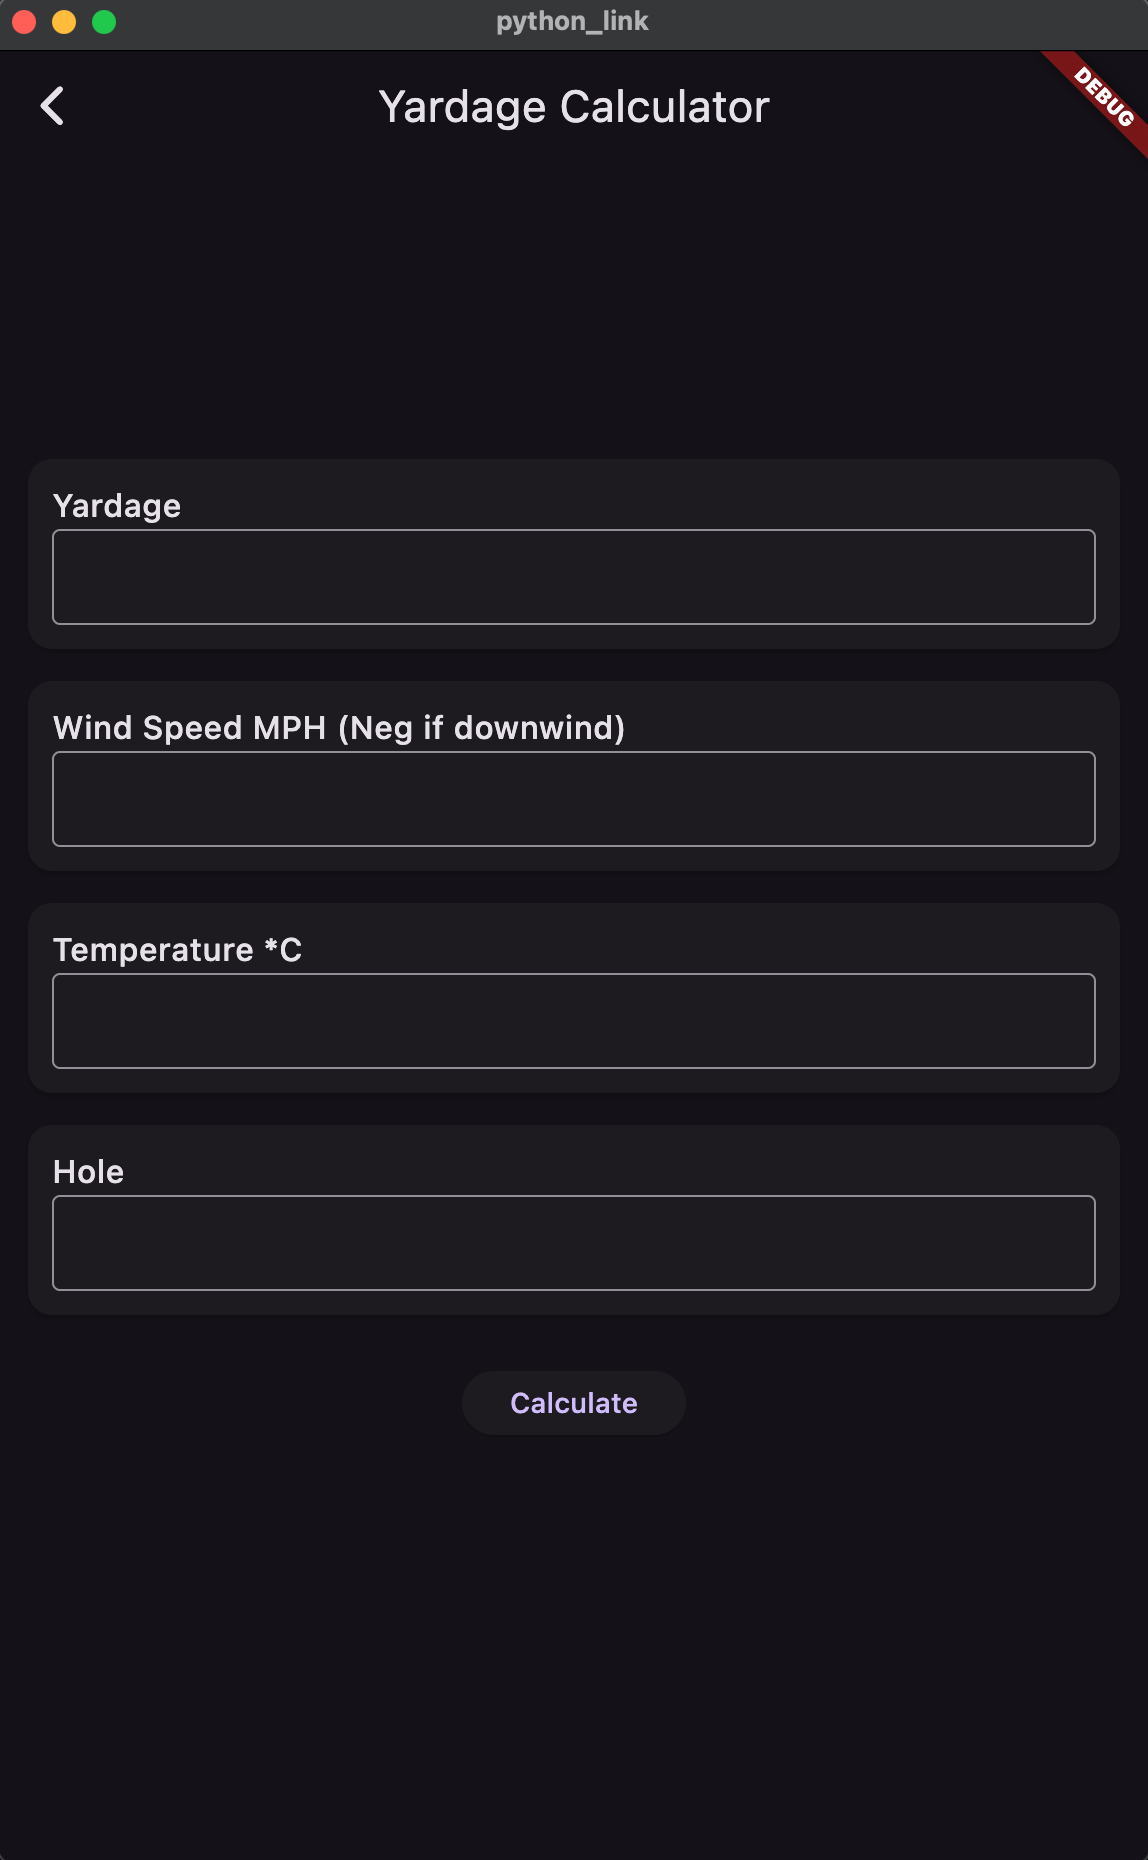 python_link
Yardage Calculator
DEBUG
Yardage
Wind Speed MPH (Neg if downwind)
Temperature *C
Hole
Calculate